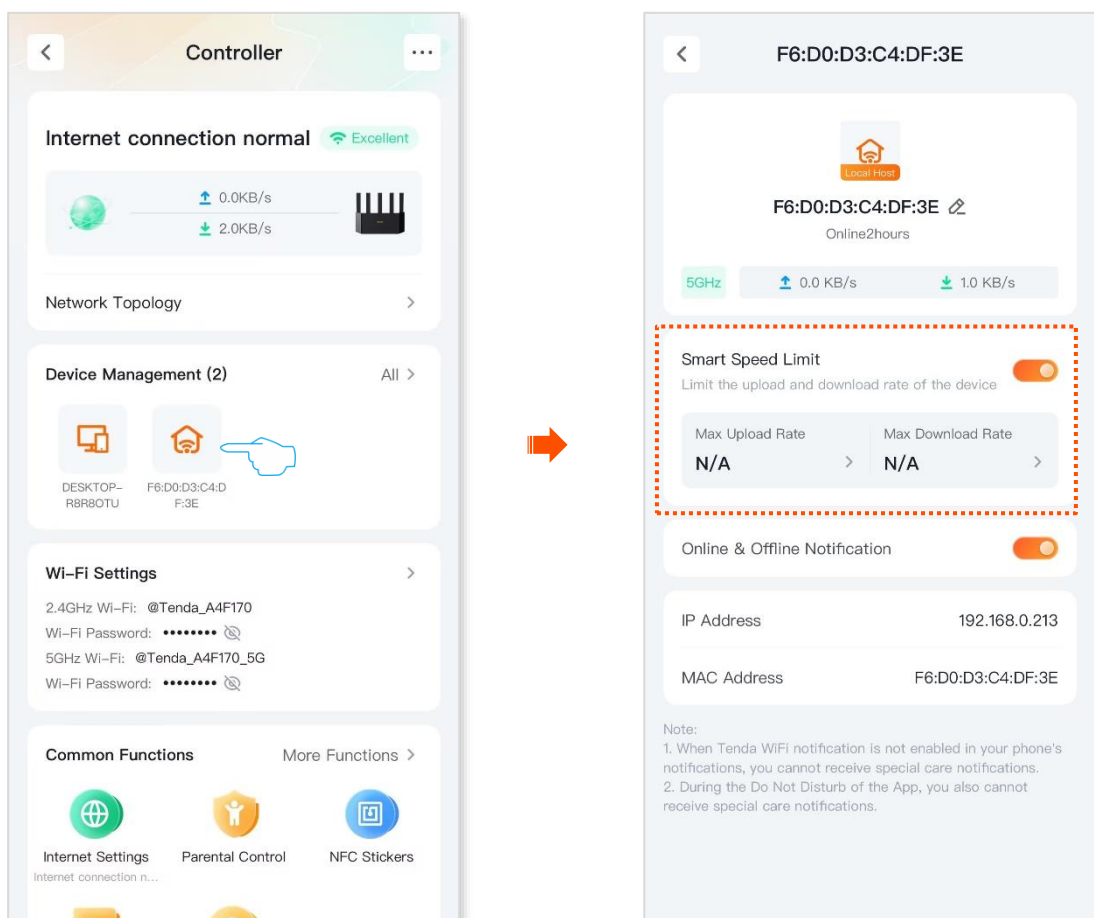 Controller
Internet connection normal Excellent
0.0KB/s
2.0KB/s
Network Topology
Device Management (2) All
DESKTOP-
R8R8OTU
F6:D0:D3:C4:D
F:3E
Wi-Fi Settings
2.4GHz Wi-Fi: @Tenda_A4F170
Wi-Fi Password: ••••••••
5GHz Wi-Fi: @Tenda_A4F170_5G
Wi-Fi Password: ••••••••
Common Functions More Functions
Internet Settings Parental Control NFC Stickers
Internet connection n...
F6:D0:D3:C4:DF:3E
Local Host
F6:D0:D3:C4:DF:3E
Online2hours
5GHz 0.0 KB/s 1.0 KB/s
Smart Speed Limit
Limit the upload and download rate of the device
Max Upload Rate Max Download Rate
N/A N/A
Online & Offline Notification
IP Address 192.168.0.213
MAC Address F6:D0:D3:C4:DF:3E
Note:
1. When Tenda WiFi notification is not enabled in your phone's
notifications, you cannot receive special care notifications.
2. During the Do Not Disturb of the App, you also cannot
receive special care notifications.